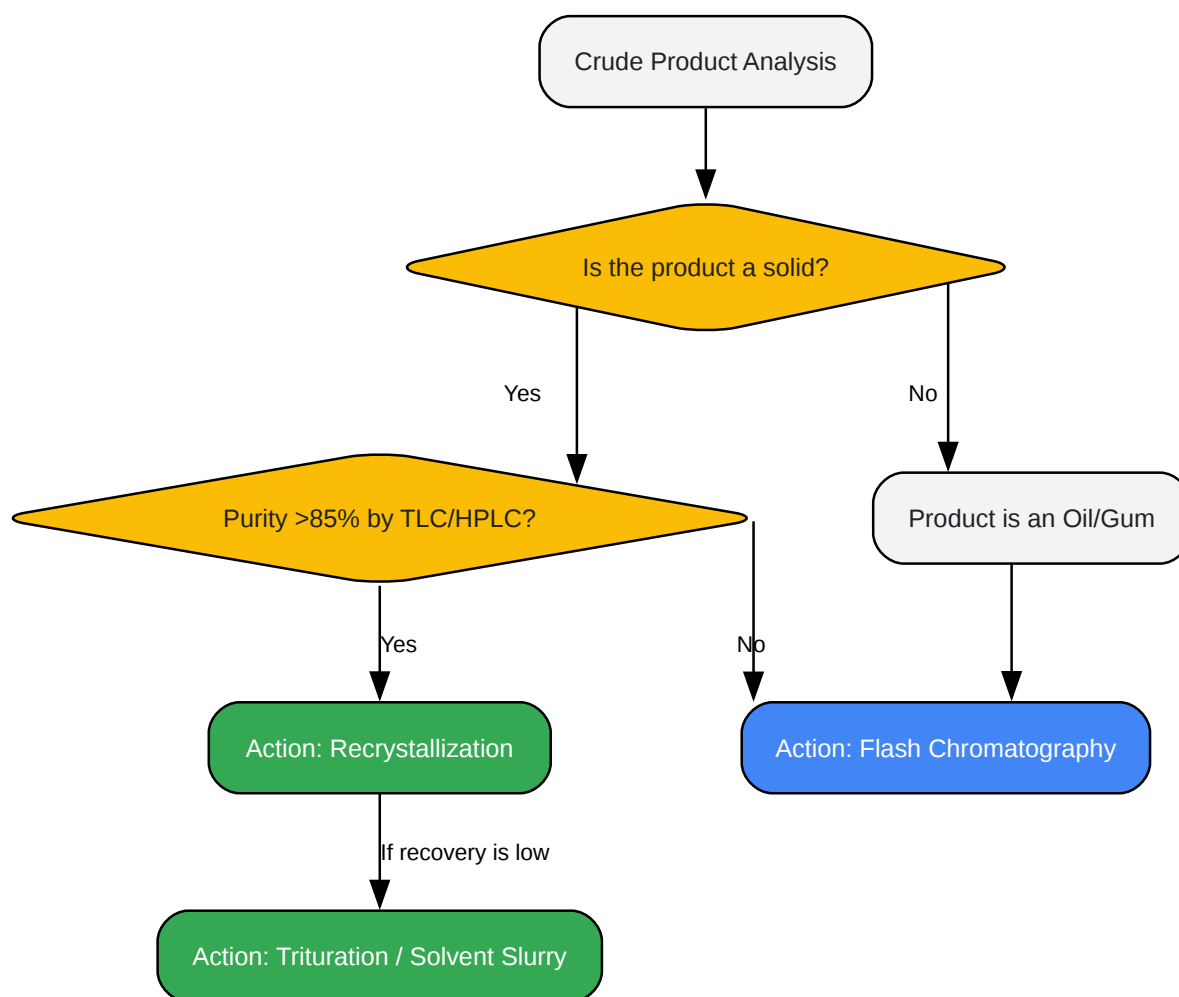 Crude Product Analysis
Is the product a solid?
Yes
No
Purity >85% by TLC/HPLC?
Product is an Oil/Gum
Yes
No
Action: Recrystallization
Action: Flash Chromatography
If recovery is low
Action: Trituration / Solvent Slurry